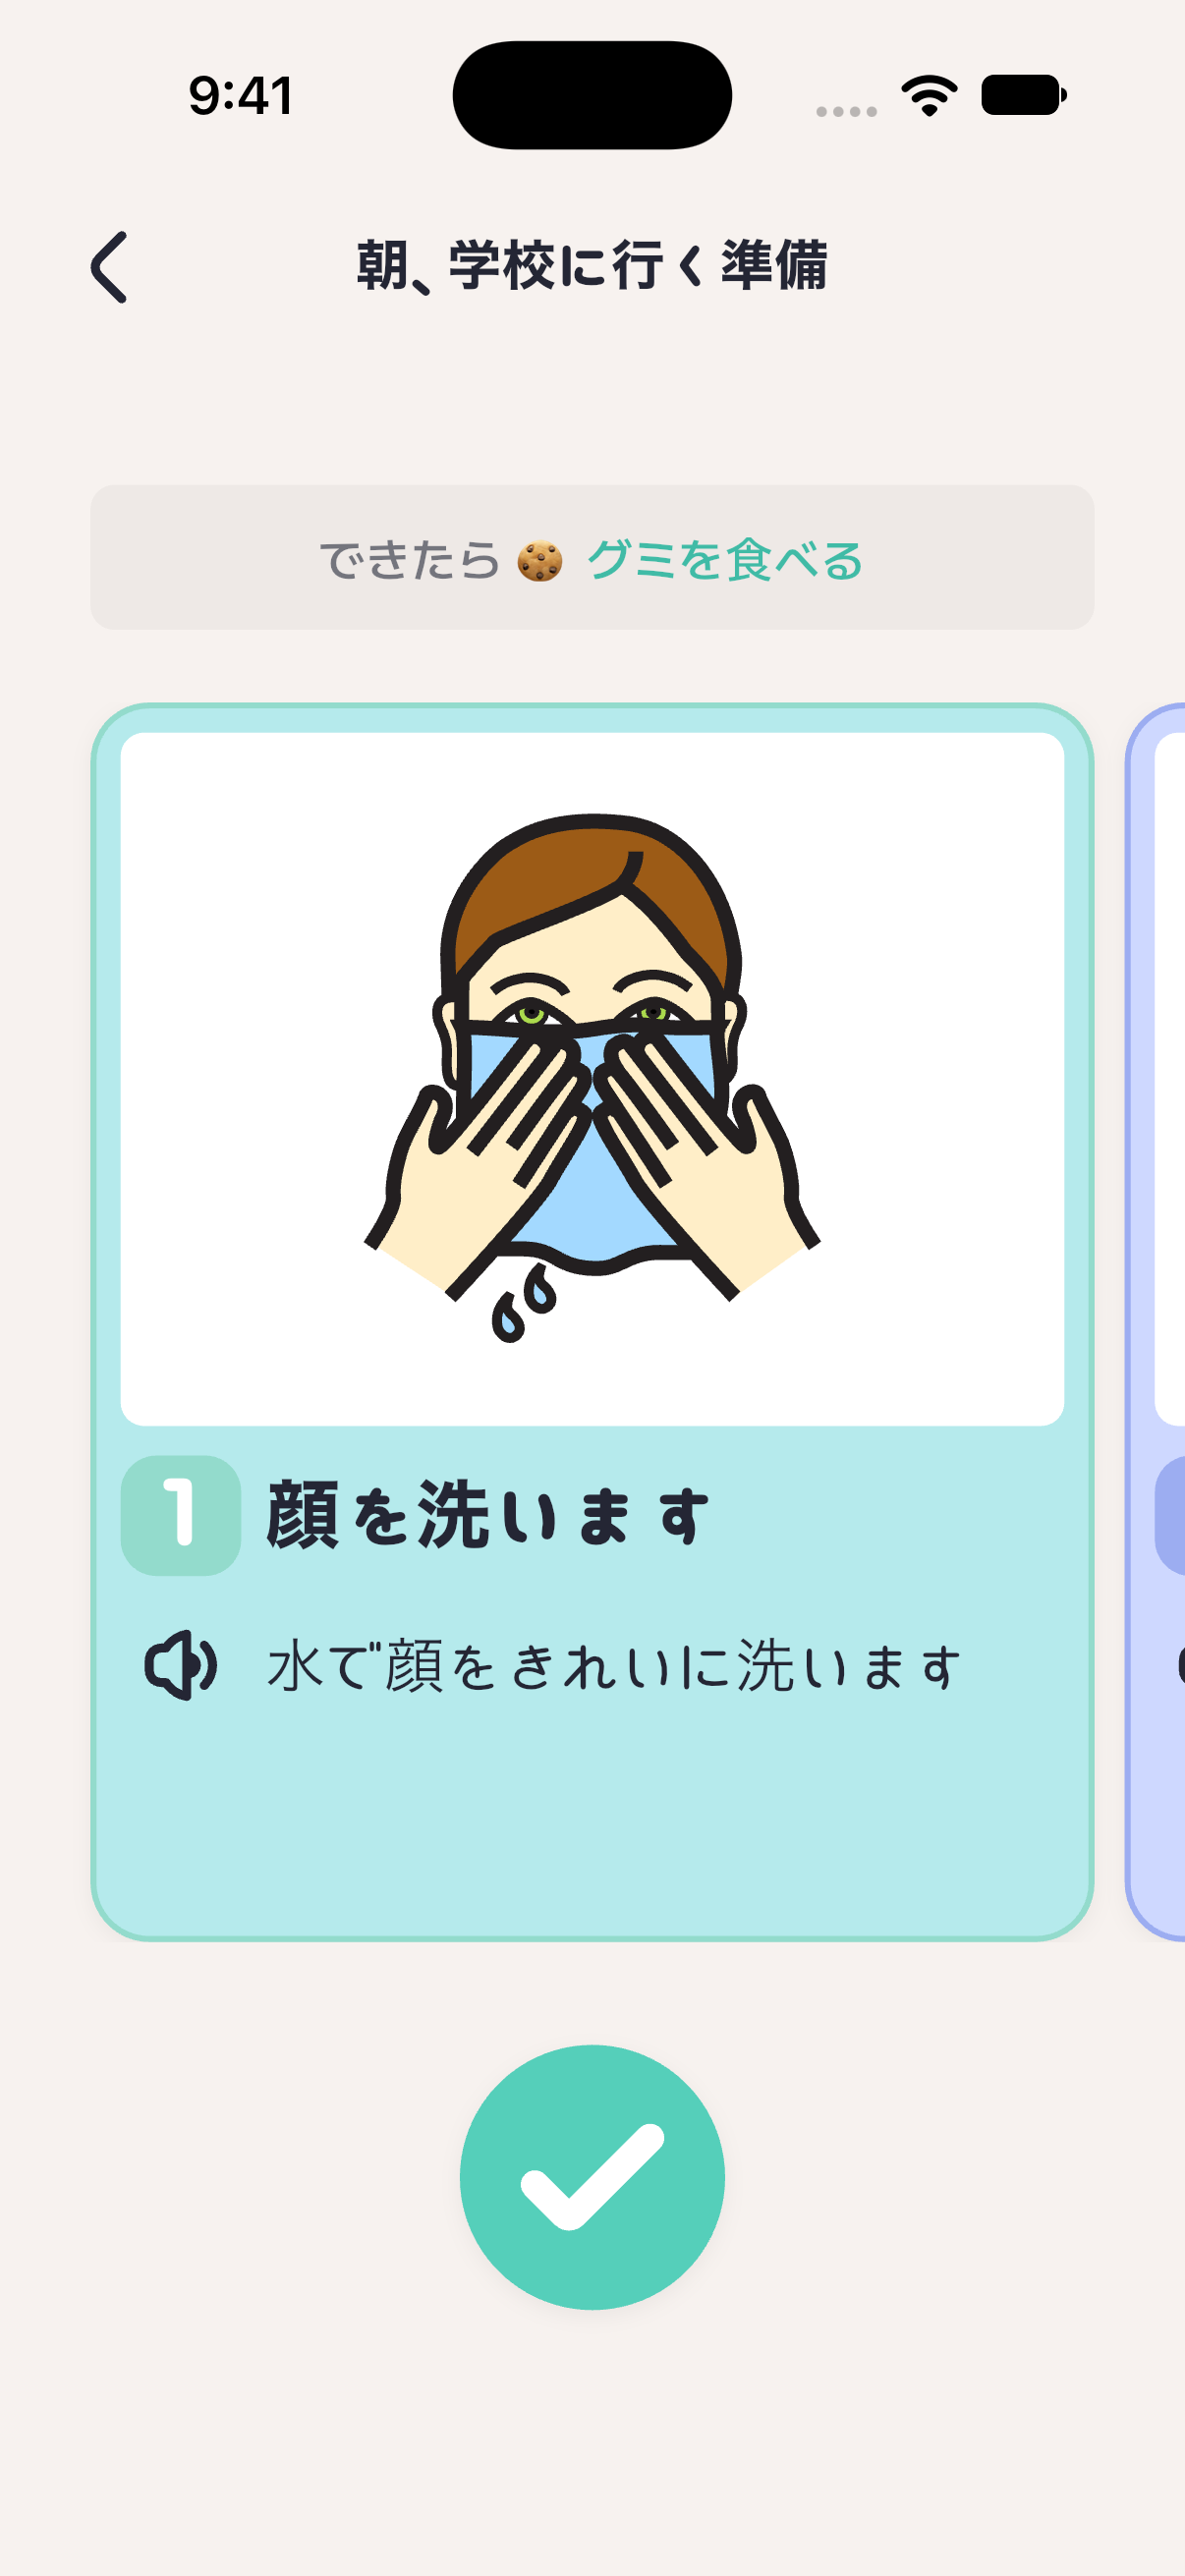 9:41
朝、学校に行く準備
できたら🍪 グミを食べる
1 顔を洗います
水で顔をきれいに洗います